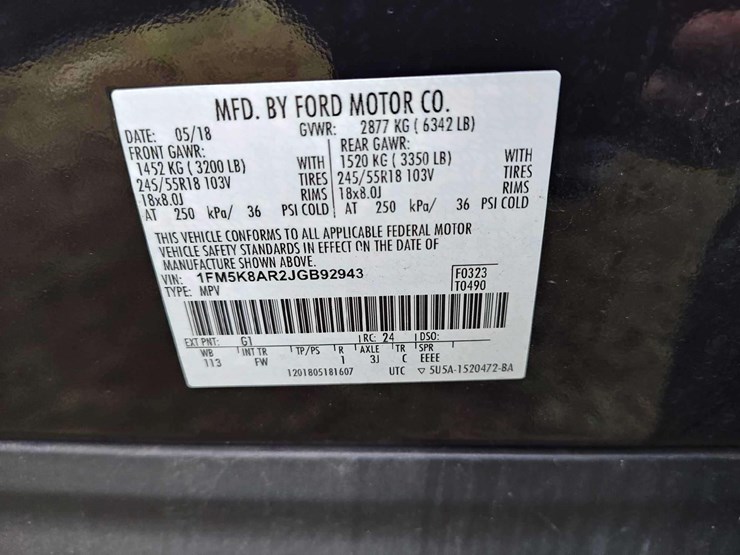 MFD. BY FORD MOTOR CO.
DATE: 05/18 GVWR: 2877 KG ( 6342 LB)
FRONT GAWR: REAR GAWR:
1452 KG ( 3200 LB) WITH 1520 KG ( 3350 LB) WITH
245/55R18 103V TIRES 245/55R18 103V TIRES
18x8.0J RIMS 18x8.0J RIMS
AT 250 kPa/ 36 PSI COLD AT 250 kPa/ 36 PSI COLD
THIS VEHICLE CONFORMS TO ALL APPLICABLE FEDERAL MOTOR
VEHICLE SAFETY STANDARDS IN EFFECT ON THE DATE OF
MANUFACTURE SHOWN ABOVE.
VIN: 1FM5K8AR2JGB92943 F0323
TYPE: MPV T0490
EXT PNT: G1 RC: 24 DSO:
WB INT TR TP/PS R AXLE TR SPR
113 FW 1 3J C EEEE
1201805181607 UTC ▽ 5U5A-1520472-BA